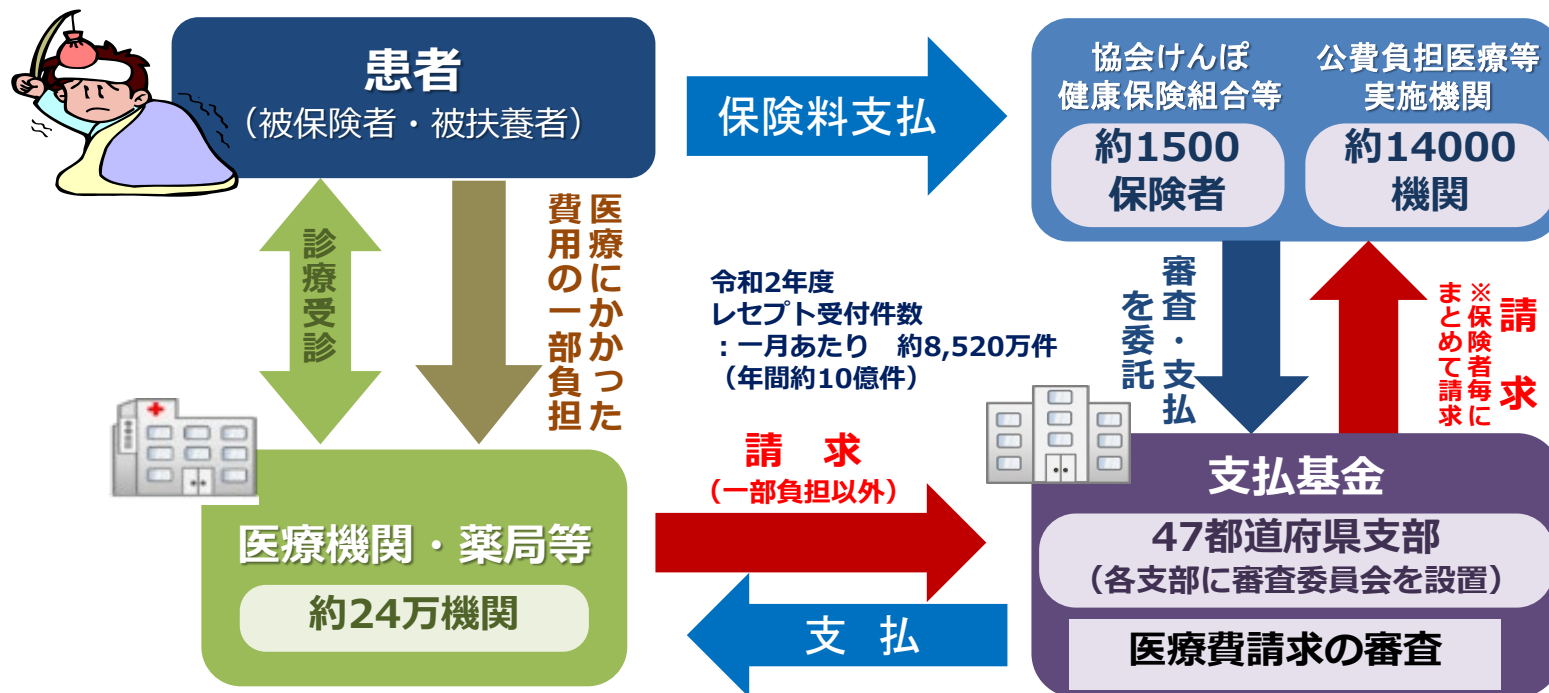 患者
（被保険者・被扶養者）
保険料支払
協会けんぽ
健康保険組合等
約1500
保険者
公費負担医療等
実施機関
約14000
機関
診療受診
医療にかかった
費用の一部負担
令和2年度
レセプト受付件数
：一月あたり　約8,520万件
（年間約10億件）
審査・支払
を委託
請　求
※保険者毎に
まとめて請求
医療機関・薬局等
約24万機関
請　求
（一部負担以外）
支　払
支払基金
47都道府県支部
（各支部に審査委員会を設置）
医療費請求の審査